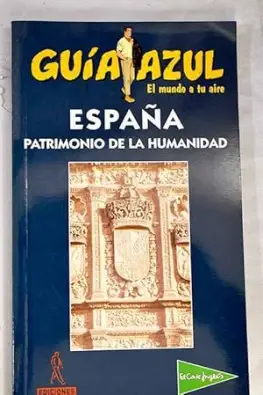 GUÍA AZUL
El mundo a tu aire
ESPAÑA
PATRIMONIO DE LA HUMANIDAD
EDICIONES
El Corte Inglés